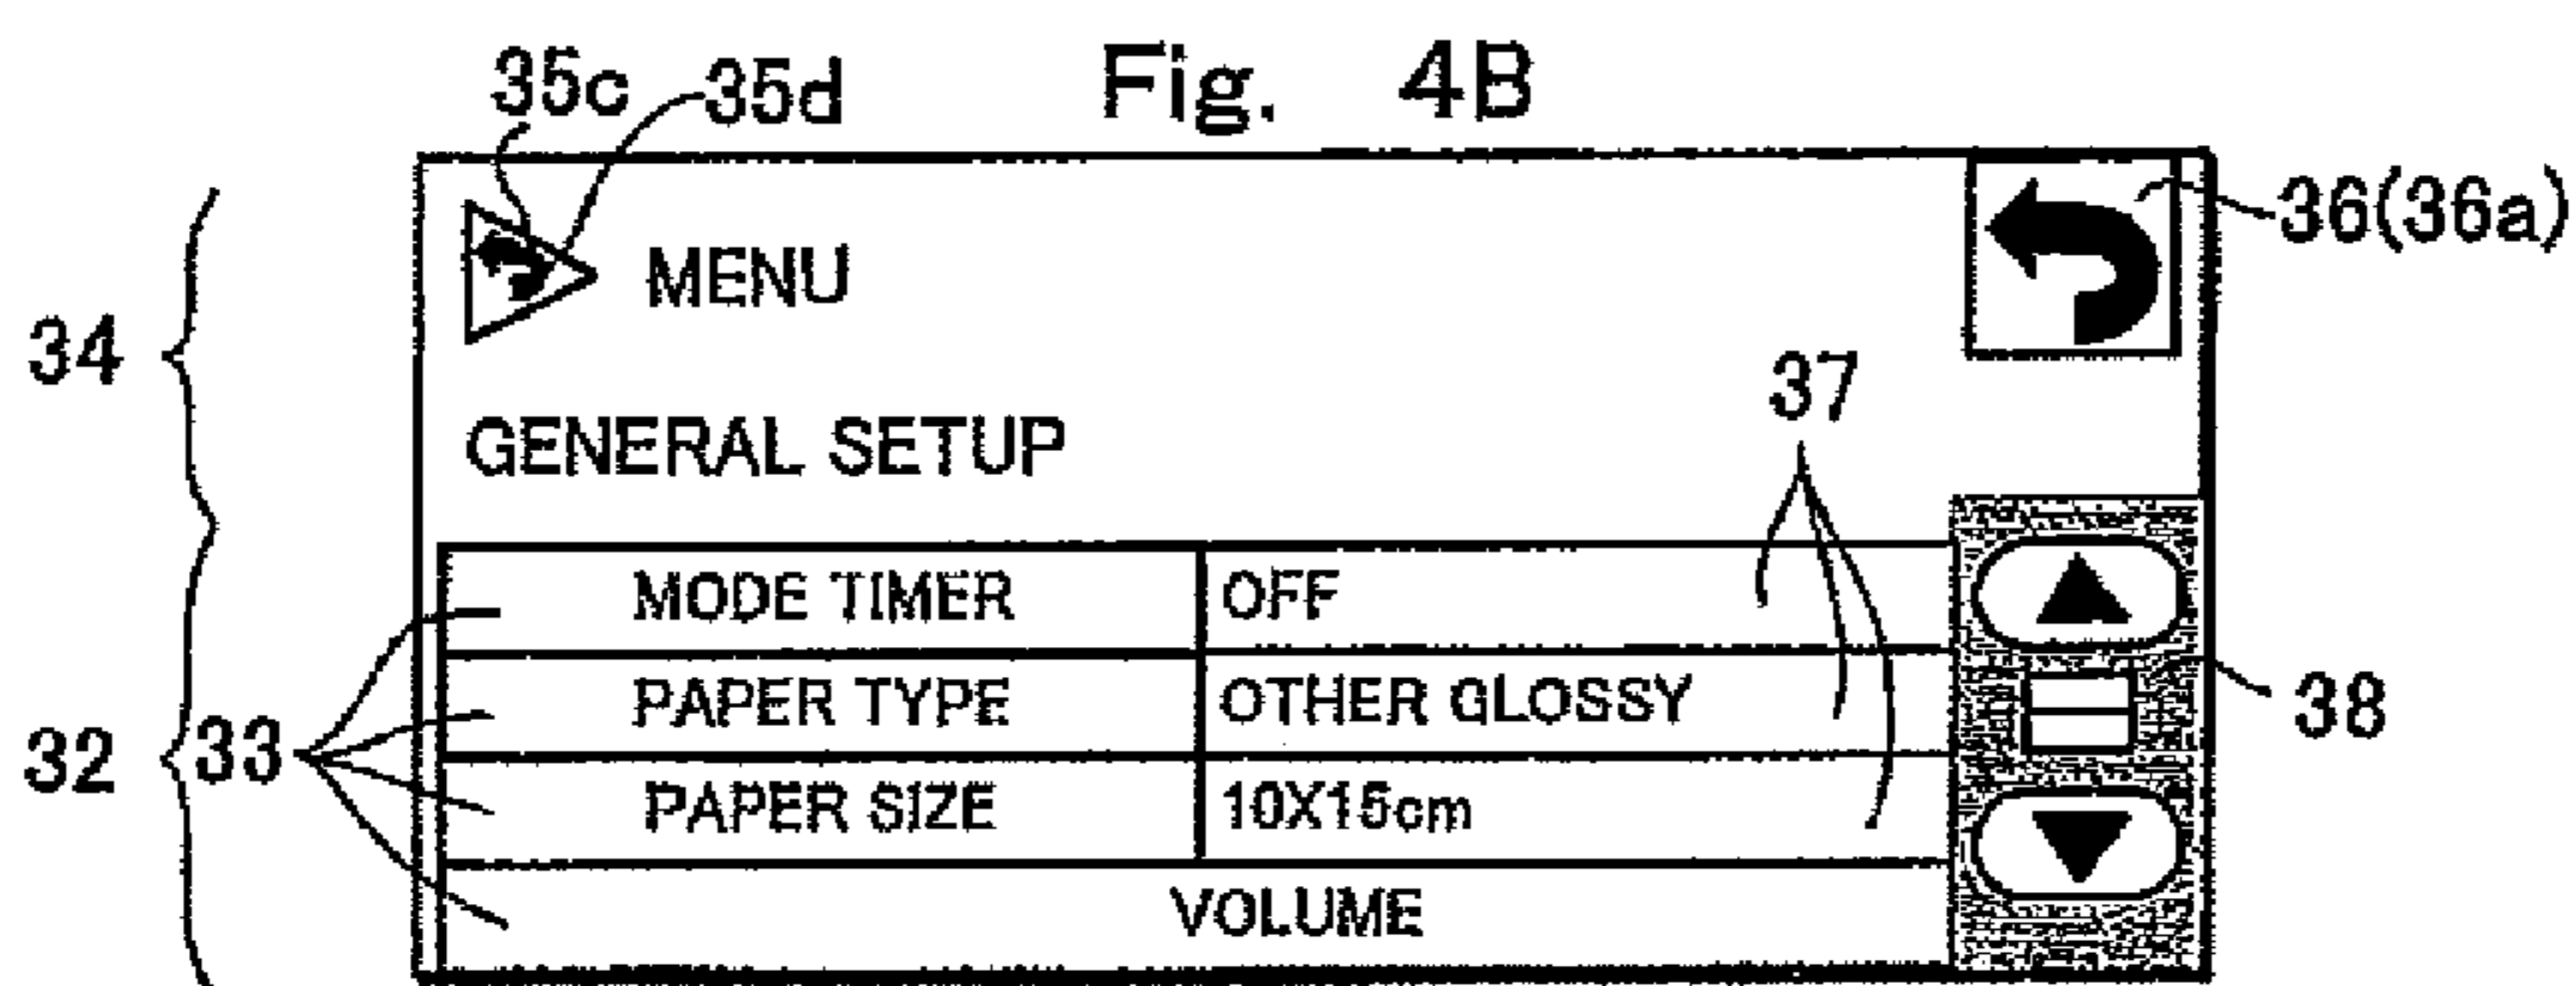 Fig. 4B
35c 35d
36(36a)
MENU
34
37
GENERAL SETUP
MODE TIMER OFF
PAPER TYPE OTHER GLOSSY
38
32 33
PAPER SIZE 10X15cm
VOLUME